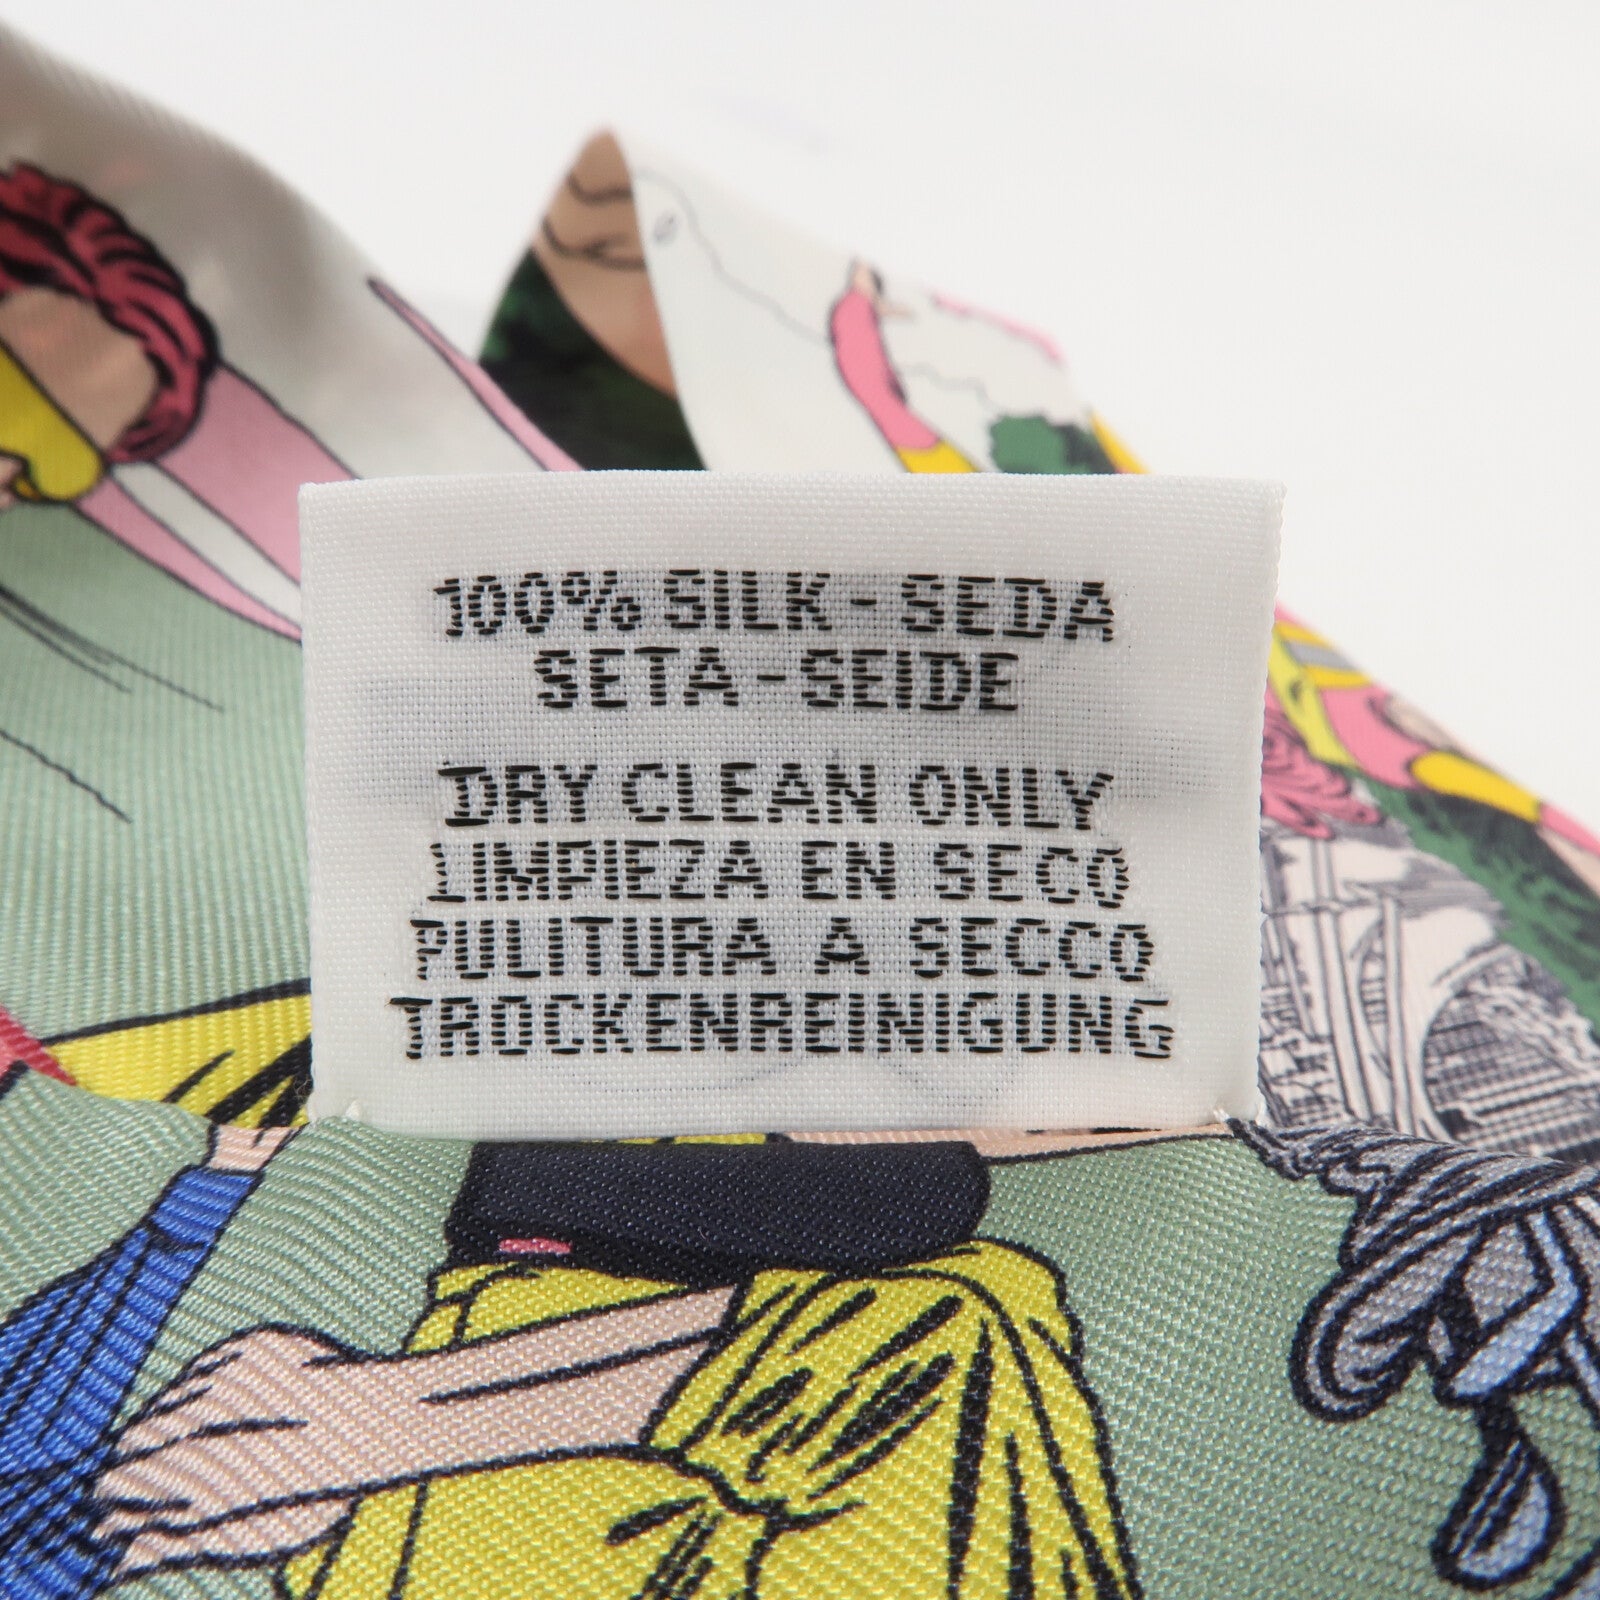 100% SILK - SEDA
SETA - SEIDE
DRY CLEAN ONLY
LIMPIEZA EN SECO
PULITURA A SECCO
TROCKENREINIGUNG